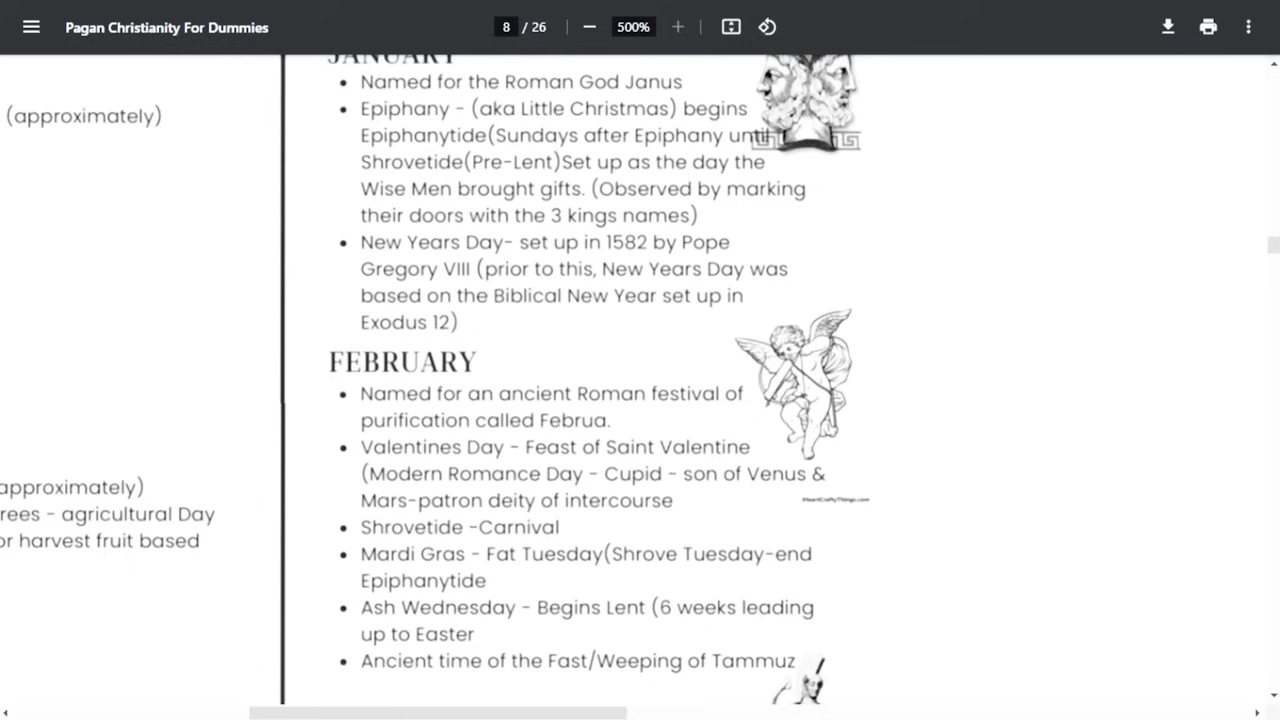 Pagan Christianity For Dummies
8 / 26
500%
(approximately)
approximately)
rees - agricultural Day
or harvest fruit based
JANUARY
Named for the Roman God Janus
Epiphany - (aka Little Christmas) begins
Epiphanytide(Sundays after Epiphany until
Shrovetide(Pre-Lent)Set up as the day the
Wise Men brought gifts. (Observed by marking
their doors with the 3 kings names)
New Years Day- set up in 1582 by Pope
Gregory VIII (prior to this, New Years Day was
based on the Biblical New Year set up in
Exodus 12)
FEBRUARY
Named for an ancient Roman festival of
purification called Februa.
Valentines Day - Feast of Saint Valentine
(Modern Romance Day - Cupid - son of Venus &
Mars-patron deity of intercourse
iHeartCraftyThings.com
Shrovetide -Carnival
Mardi Gras - Fat Tuesday(Shrove Tuesday-end
Epiphanytide
Ash Wednesday - Begins Lent (6 weeks leading
up to Easter
Ancient time of the Fast/Weeping of Tammuz